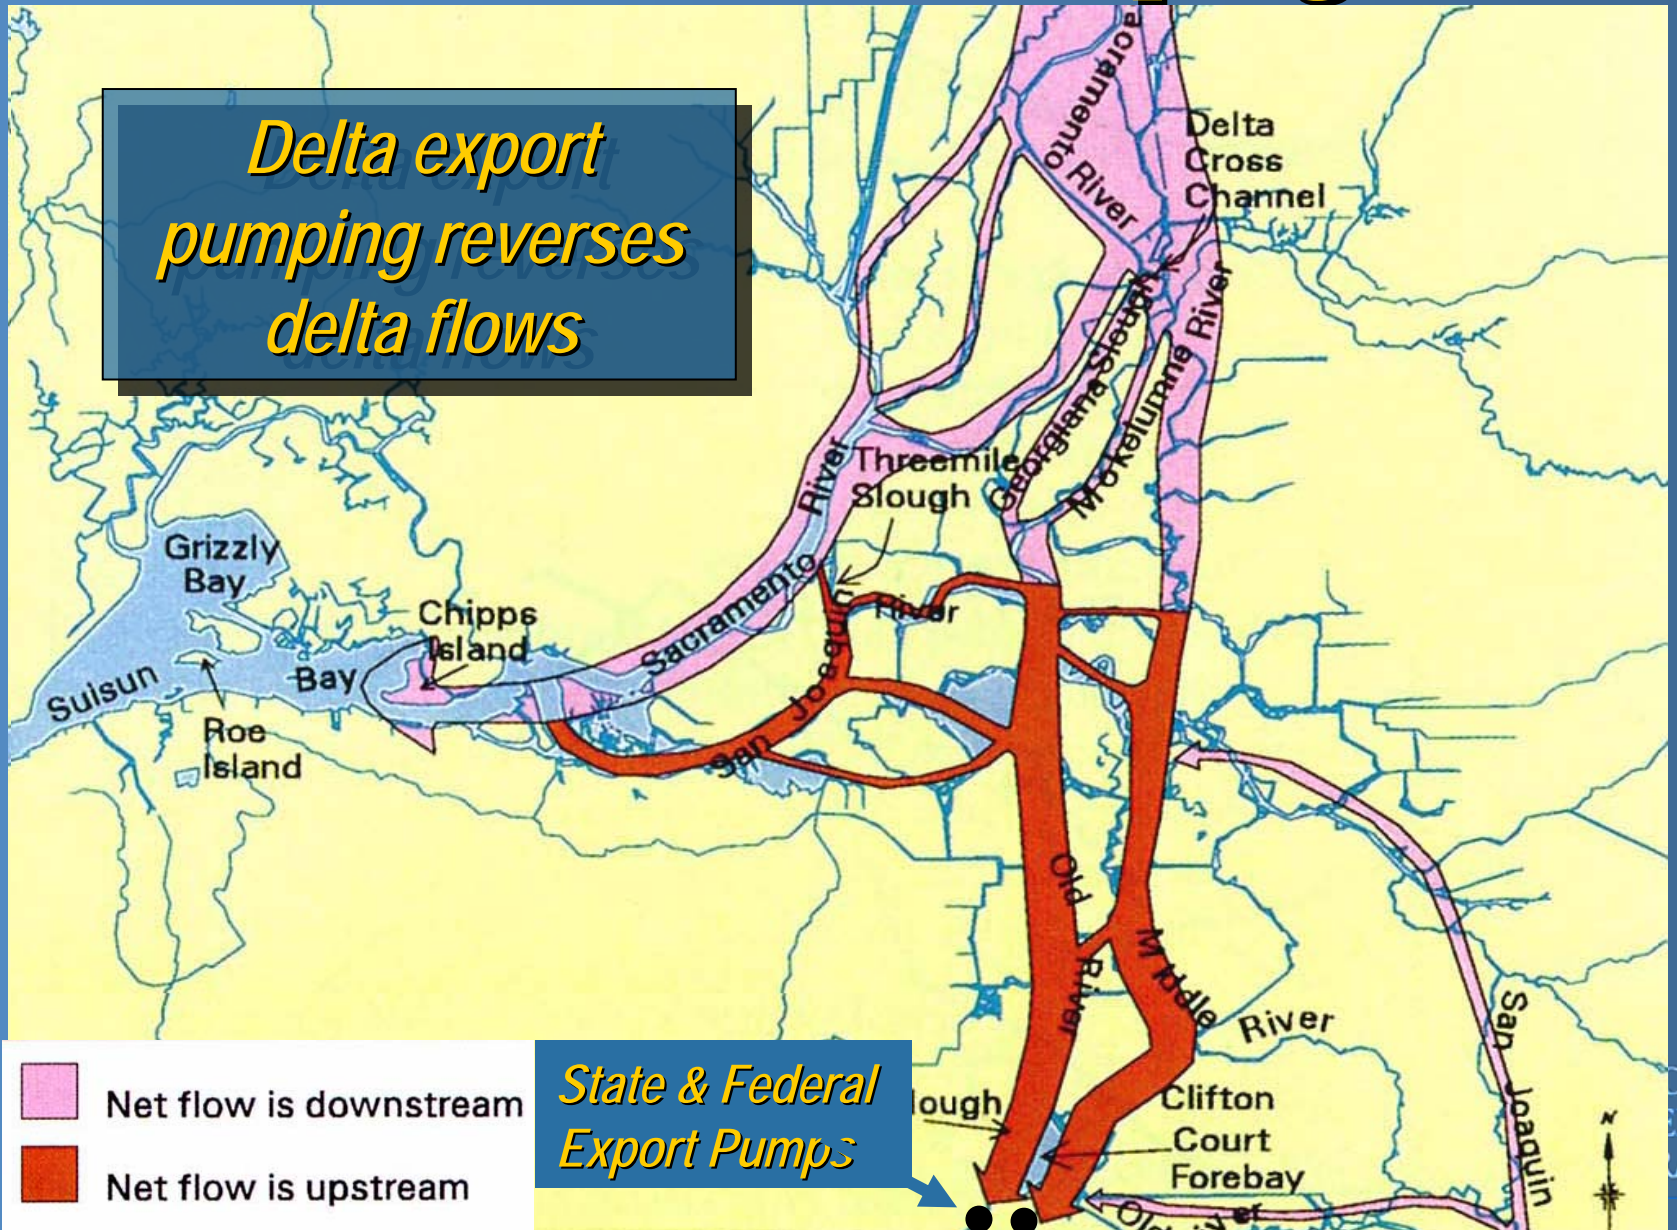 Delta export
pumping reverses
delta flows
Sacramento
River
Delta
Cross
Channel
Georgiana Slough
Mokelumne River
River
Threemile
Slough
Grizzly
Bay
Chipps
Island
Sacramento
River
Suisun
Bay
San Joaquin
Roe
Island
Old
River
Middle
River
San Joaquin
Net flow is downstream
Net flow is upstream
State & Federal
Export Pumps
lough
Clifton
Court
Forebay
Old
N